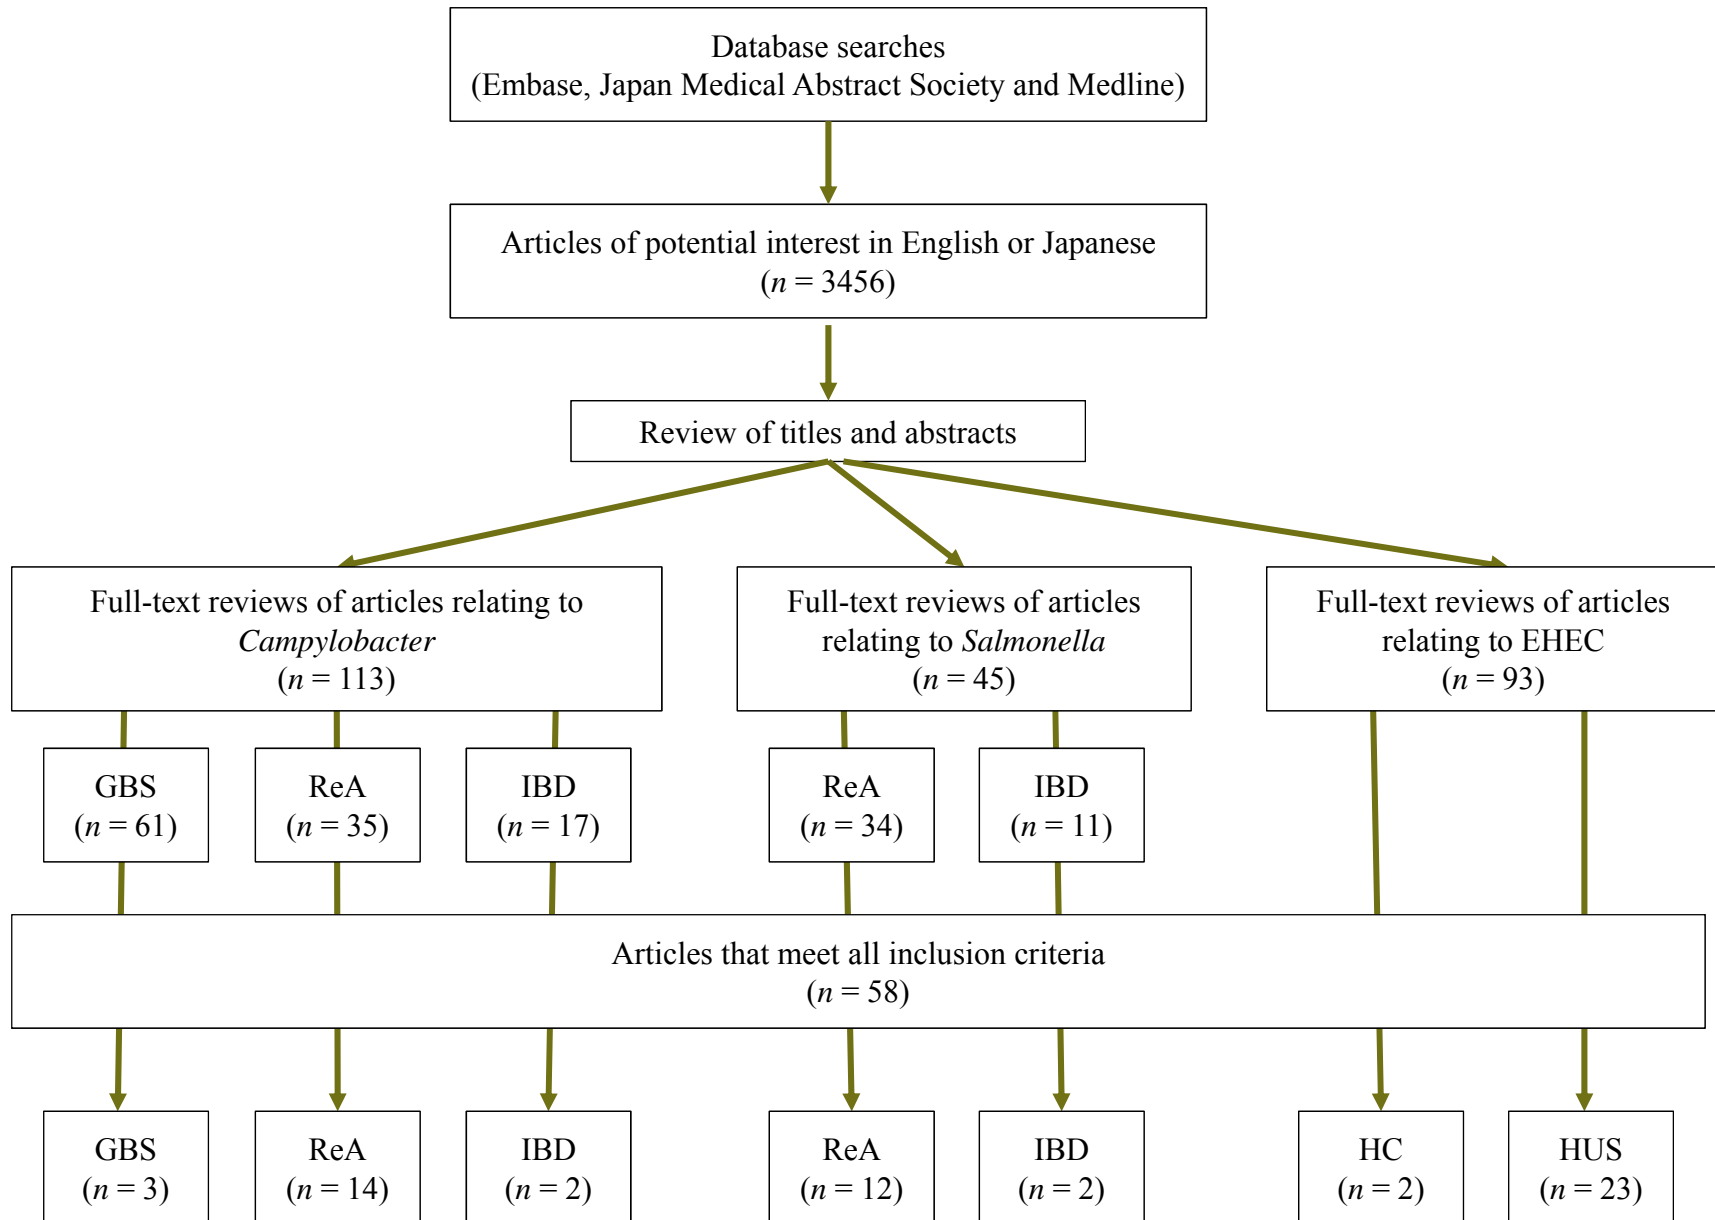 Database searches
(Embase, Japan Medical Abstract Society and Medline)
Articles of potential interest in English or Japanese
(n = 3456)
Review of titles and abstracts
Full-text reviews of articles relating to
Campylobacter
(n = 113)
Full-text reviews of articles
relating to Salmonella
(n = 45)
Full-text reviews of articles
relating to EHEC
(n = 93)
GBS
(n = 61)
ReA
(n = 35)
IBD
(n = 17)
ReA
(n = 34)
IBD
(n = 11)
Articles that meet all inclusion criteria
(n = 58)
GBS
(n = 3)
ReA
(n = 14)
IBD
(n = 2)
ReA
(n = 12)
IBD
(n = 2)
HC
(n = 2)
HUS
(n = 23)